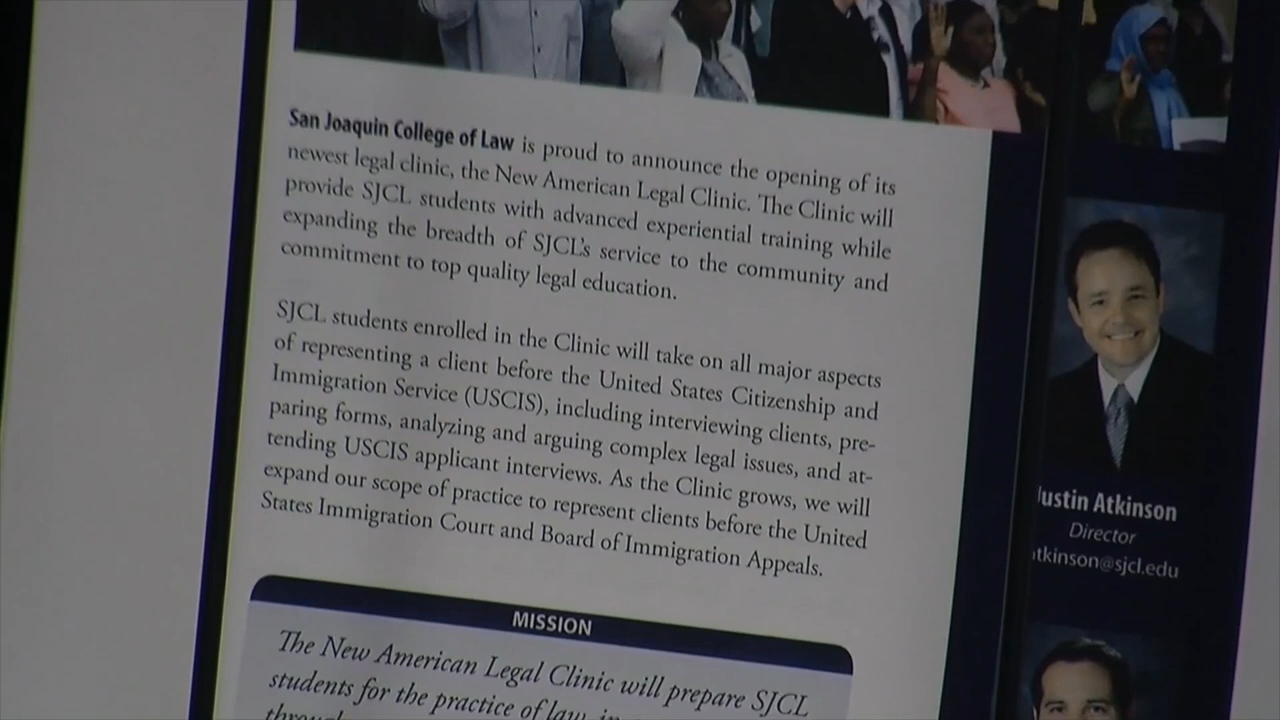 San Joaquin College of Law is proud to announce the opening of its
newest legal clinic, the New American Legal Clinic. The Clinic will
provide SJCL students with advanced experiential training while
expanding the breadth of SJCL's service to the community and
commitment to top quality legal education.
SJCL students enrolled in the Clinic will take on all major aspects
of representing a client before the United States Citizenship and
Immigration Service (USCIS), including interviewing clients, pre-
paring forms, analyzing and arguing complex legal issues, and at-
tending USCIS applicant interviews. As the Clinic grows, we will
expand our scope of practice to represent clients before the United
States Immigration Court and Board of Immigration Appeals.
MISSION
The New American Legal Clinic will prepare SJCL
students for the practice of law, in
through
Justin Atkinson
Director
tkinson@sjcl.edu